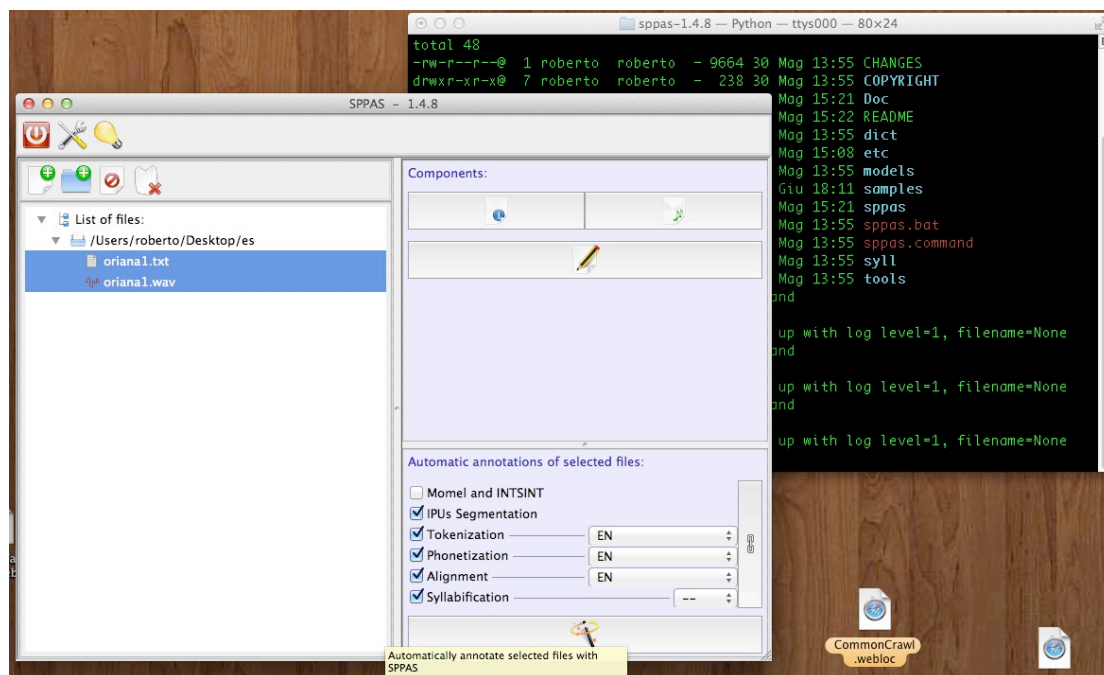 sppas-1.4.8 — Python — ttys000 — 80×24
total 48
-rw-r--r--@ 1 roberto roberto - 9664 30 Mag 13:55 CHANGES
drwxr-xr-x@ 7 roberto roberto - 238 30 Mag 13:55 COPYRIGHT
Mag 15:21 Doc
Mag 15:22 README
Mag 13:55 dict
Mag 15:08 etc
Mag 13:55 models
Giu 18:11 samples
Mag 15:21 sppas
Mag 13:55 sppas.bat
Mag 13:55 sppas.command
Mag 13:55 syll
Mag 13:55 tools
and
up with log level=1, filename=None
and
up with log level=1, filename=None
and
up with log level=1, filename=None
SPPAS - 1.4.8
List of files:
/Users/roberto/Desktop/es
oriana1.txt
oriana1.wav
Components:
Automatic annotations of selected files:
Momel and INTSINT
IPUs Segmentation
Tokenization EN
Phonetization EN
Alignment EN
Syllabification --
Automatically annotate selected files with
SPPAS
CommonCrawl
.webloc